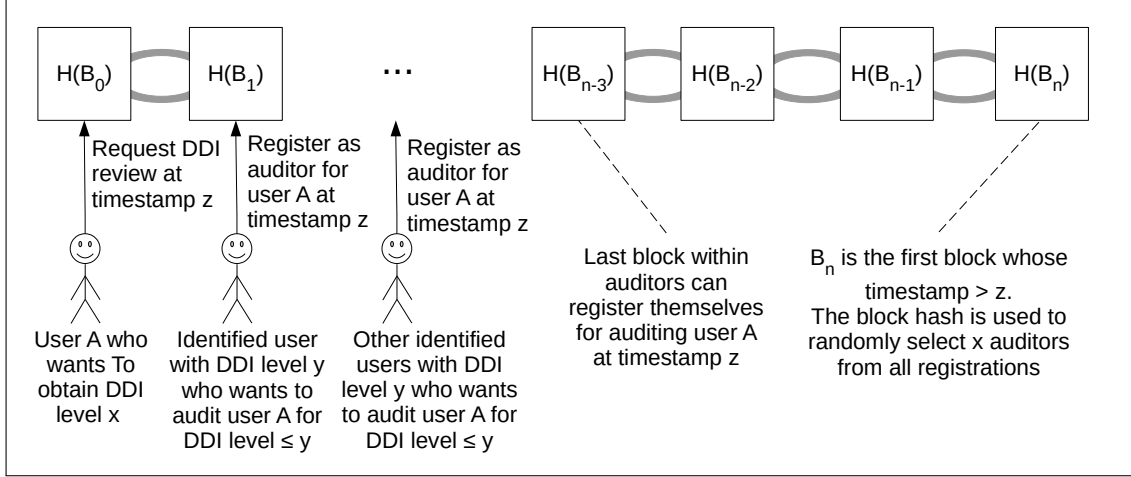 H(B0)
H(B1)
...
H(Bn-3)
H(Bn-2)
H(Bn-1)
H(Bn)
Request DDI
review at
timestamp z
Register as
auditor for
user A at
timestamp z
Register as
auditor for
user A at
timestamp z
User A who
wants To
obtain DDI
level x
Identified user
with DDI level y
who wants to
audit user A for
DDI level ≤ y
Other identified
users with DDI
level y who wants
to audit user A for
DDI level ≤ y
Last block within
auditors can
register themselves
for auditing user A
at timestamp z
Bn is the first block whose
timestamp > z.
The block hash is used to
randomly select x auditors
from all registrations